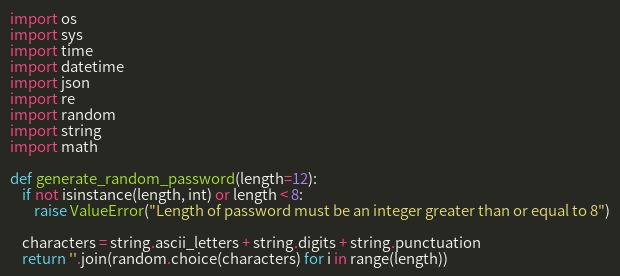 import os
import sys
import time
import datetime
import json
import re
import random
import string
import math

def generate_random_password(length=12):
    if not isinstance(length, int) or length < 8:
        raise ValueError("Length of password must be an integer greater than or equal to 8")

    characters = string.ascii_letters + string.digits + string.punctuation
    return ''.join(random.choice(characters) for i in range(length))